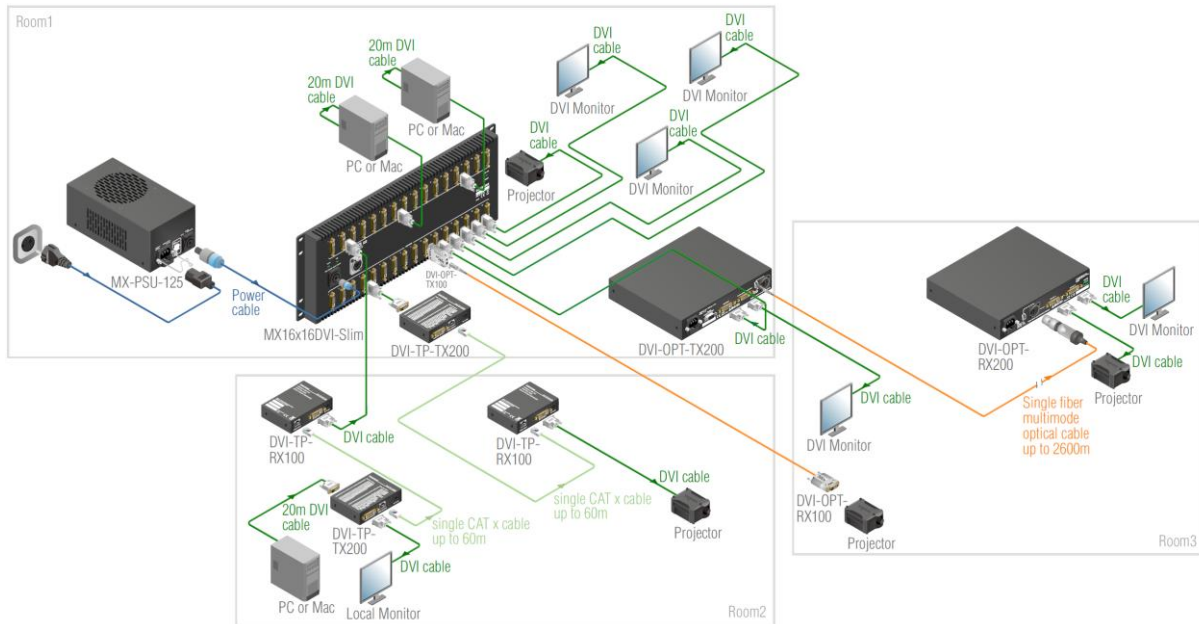 Room1
20m DVI
cable
PC or Mac
20m DVI
cable
PC or Mac
DVI
cable
DVI Monitor
DVI
cable
DVI Monitor
DVI
cable
Projector
DVI
cable
DVI Monitor
MX-PSU-125
Power
cable
MX16x16DVI-Slim
DVI-OPT-
TX100
DVI-TP-TX200
DVI-OPT-TX200
DVI
cable
DVI cable
DVI Monitor
DVI-OPT-
RX200
DVI
cable
DVI Monitor
DVI cable
Projector
Single fiber
multimode
optical cable
up to 2600m
DVI-OPT-
RX100
Projector
Room3
DVI-TP-
RX100
DVI cable
DVI-TP-
RX100
DVI cable
Projector
single CAT x cable
up to 60m
single CAT x cable
up to 60m
20m DVI
cable
DVI-TP-
TX200
DVI cable
PC or Mac
Local Monitor
Room2